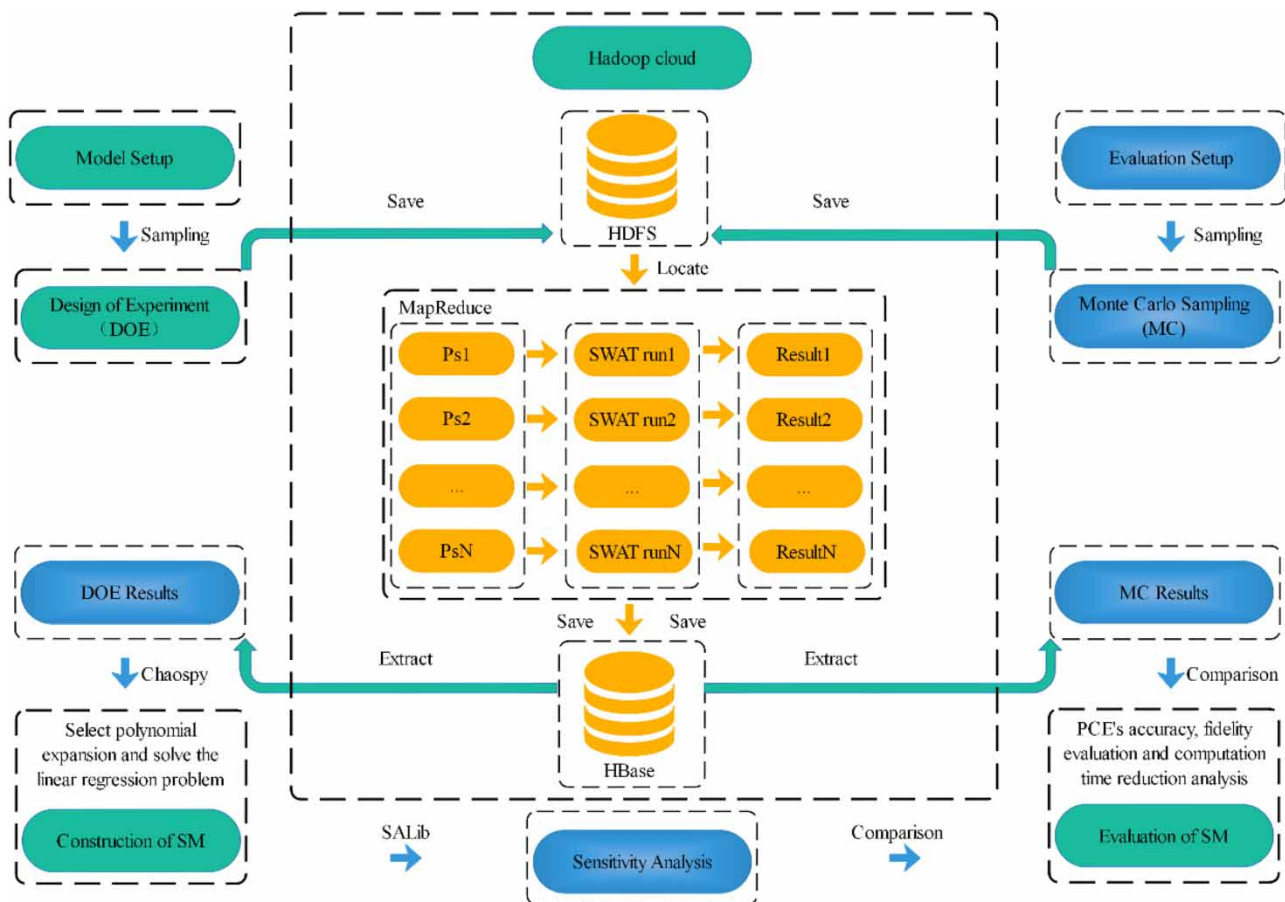 Hadoop cloud
Model Setup
Evaluation Setup
Save
Save
HDFS
Sampling
Sampling
Locate
Design of Experiment
（DOE）
Monte Carlo Sampling
(MC)
MapReduce
Ps1
SWAT run1
Result1
Ps2
SWAT run2
Result2
...
...
...
PsN
SWAT runN
ResultN
DOE Results
MC Results
Save
Save
Extract
Extract
Chaospy
Comparison
HBase
Select polynomial
expansion and solve the
linear regression problem
Construction of SM
PCE's accuracy, fidelity
evaluation and computation
time reduction analysis
Evaluation of SM
SALib
Sensitivity Analysis
Comparison